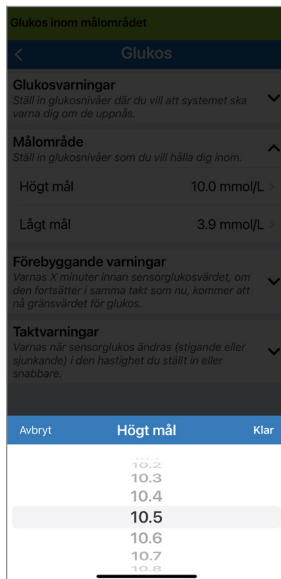 Glukos inom målområdet
Glukos
Glukosvarningar
Ställ in glukosnivåer där du vill att systemet ska
varna dig om de uppnås.
Målområde
Ställ in glukosnivåer som du vill hålla dig inom.
Högt mål 10.0 mmol/L >
Lågt mål 3.9 mmol/L >
Förebyggande varningar
Varnas X minuter innan sensorglukosvärdet, om
den fortsätter i samma takt som nu, kommer att
nå gränsvärdet för glukos.
Taktvarningar
Varnas när sensorglukos ändras (stigande eller
sjunkande) i den hastighet du ställt in eller
snabbare.
Avbryt Högt mål Klar
10.2
10.3
10.4
10.5
10.6
10.7
10.8